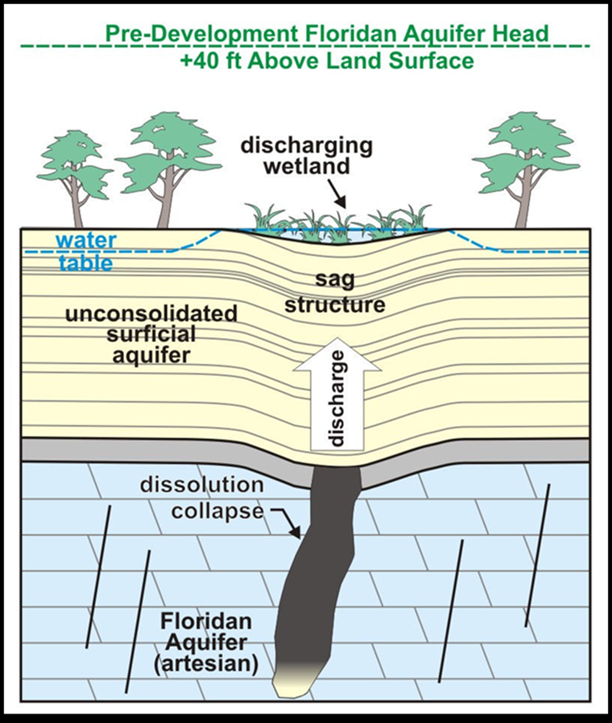 Pre-Development Floridan Aquifer Head
+40 ft Above Land Surface
discharging
wetland
water
table
sag
structure
unconsolidated
surficial
aquifer
discharge
dissolution
collapse
Floridan
Aquifer
(artesian)